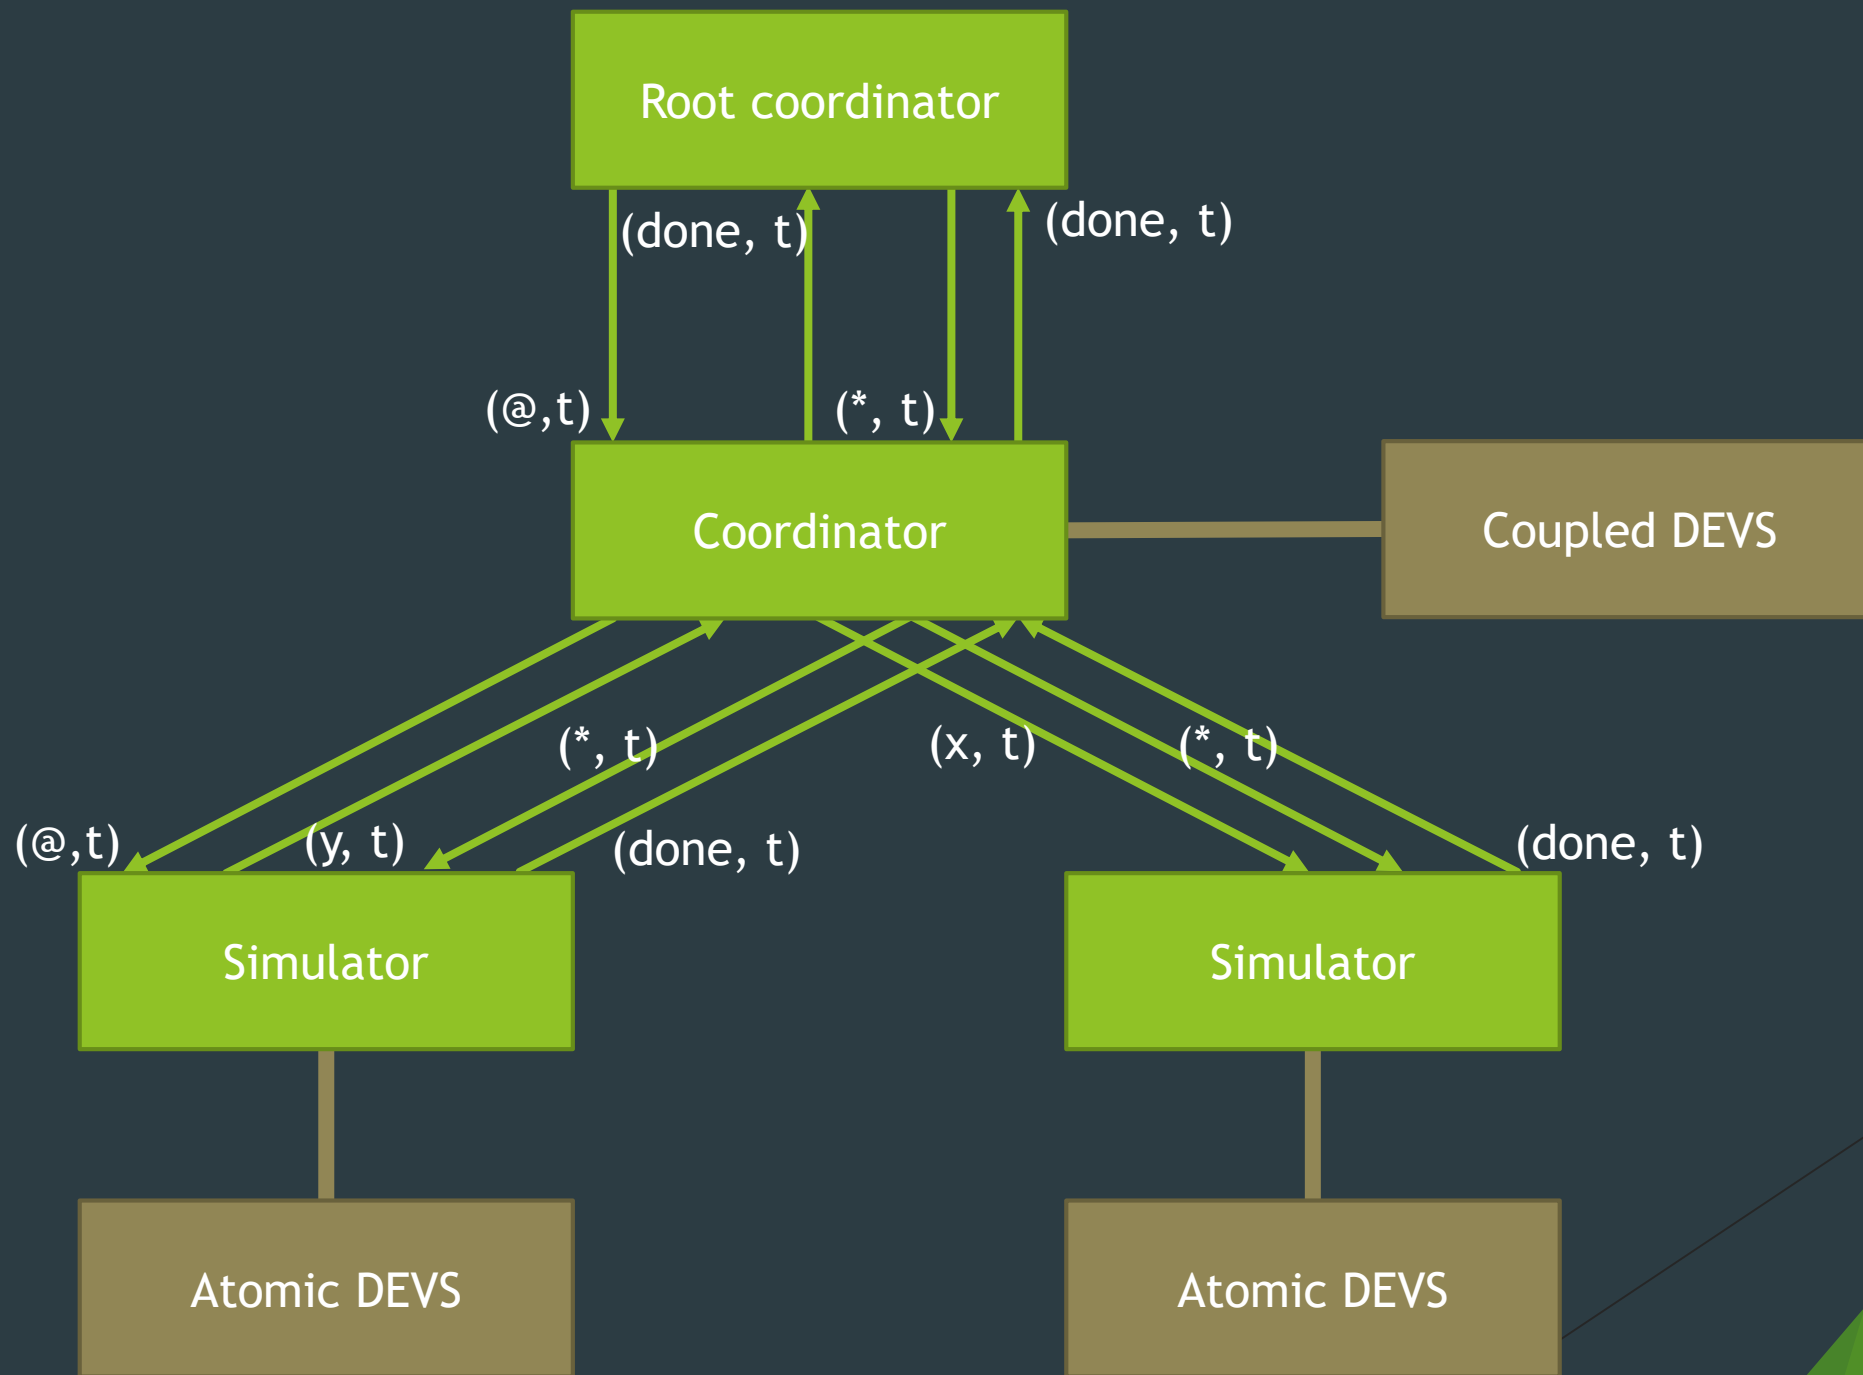 Root coordinator
(done, t)
(done, t)
(@,t)
(*, t)
Coordinator
Coupled DEVS
(*, t)
(x, t)
(*, t)
(@,t)
(y, t)
(done, t)
(done, t)
Simulator
Simulator
Atomic DEVS
Atomic DEVS